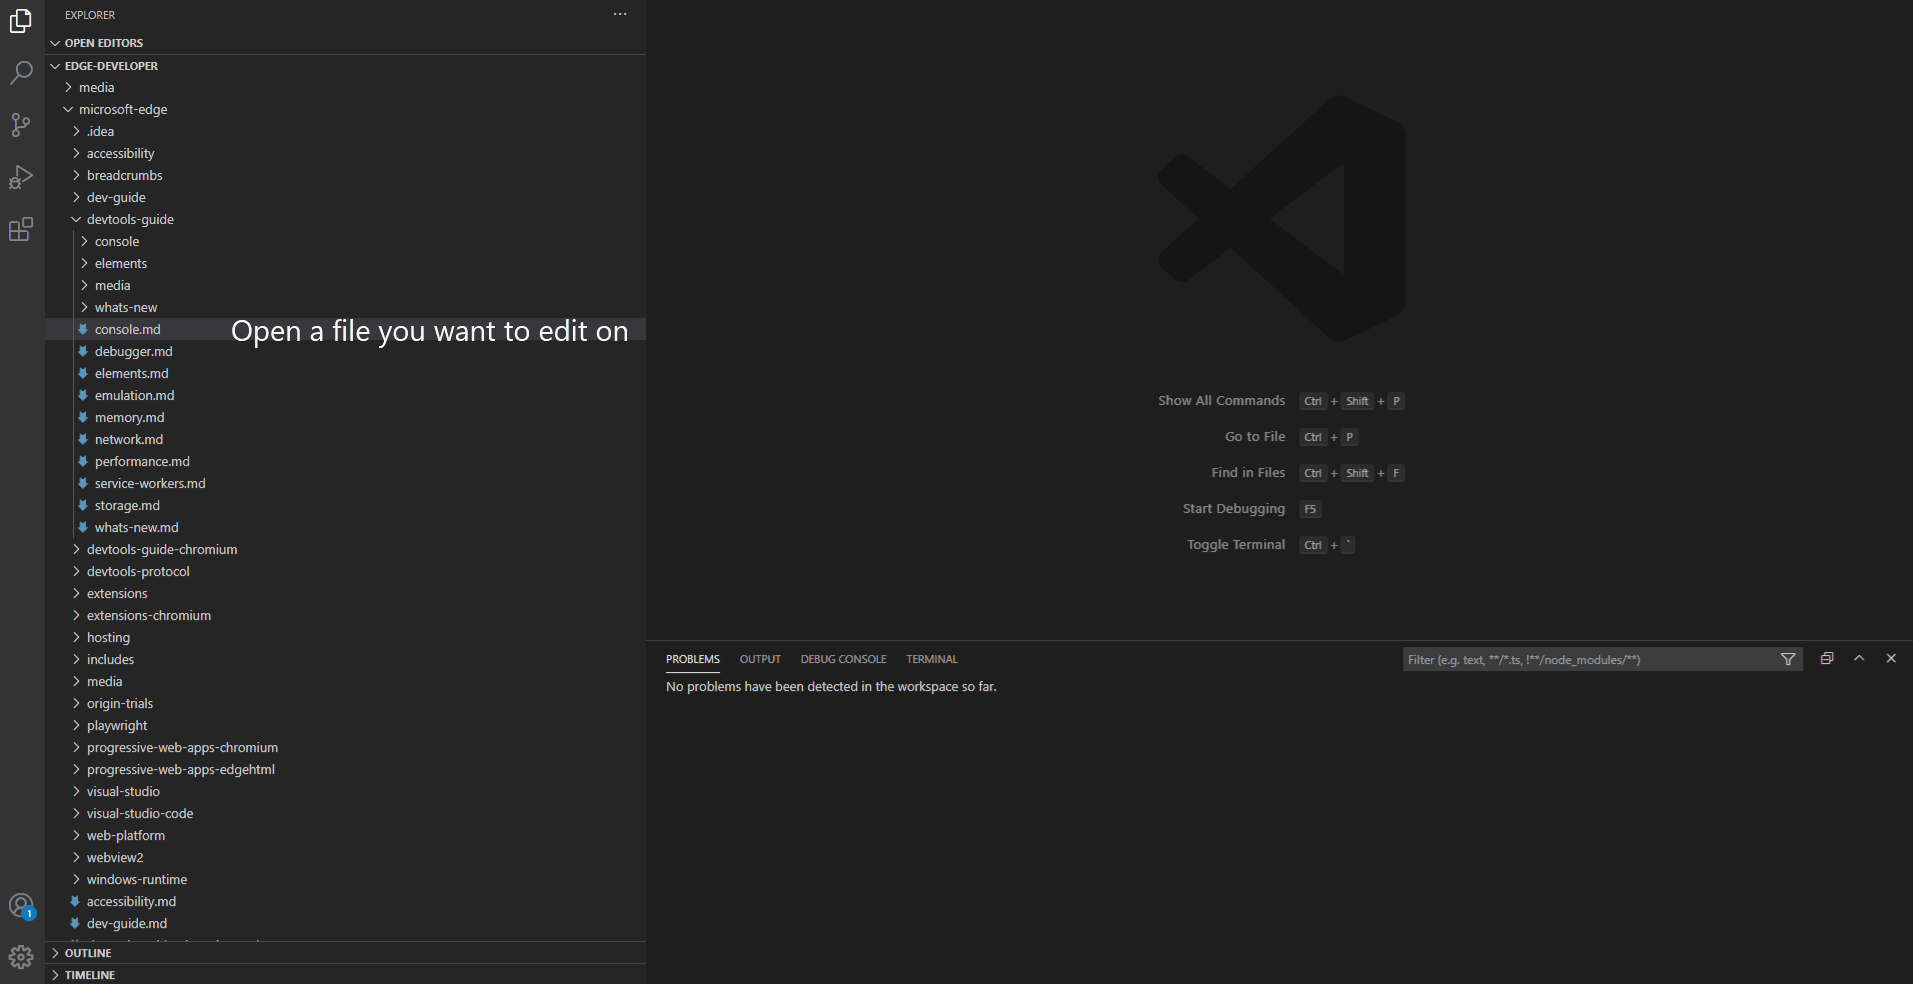 EXPLORER
OPEN EDITORS
EDGE-DEVELOPER
media
microsoft-edge
.idea
accessibility
breadcrumbs
dev-guide
devtools-guide
console
elements
media
whats-new
console.md
Open a file you want to edit on
debugger.md
elements.md
emulation.md
memory.md
network.md
performance.md
service-workers.md
storage.md
whats-new.md
devtools-guide-chromium
devtools-protocol
extensions
extensions-chromium
hosting
includes
media
origin-trials
playwright
progressive-web-apps-chromium
progressive-web-apps-edgehtml
visual-studio
visual-studio-code
web-platform
webview2
windows-runtime
accessibility.md
dev-guide.md
OUTLINE
TIMELINE
1
Show All Commands Ctrl + Shift + P
Go to File Ctrl + P
Find in Files Ctrl + Shift + F
Start Debugging F5
Toggle Terminal Ctrl + `
PROBLEMS OUTPUT DEBUG CONSOLE TERMINAL Filter (e.g. text, **/*.ts, !**/node_modules/**)
No problems have been detected in the workspace so far.